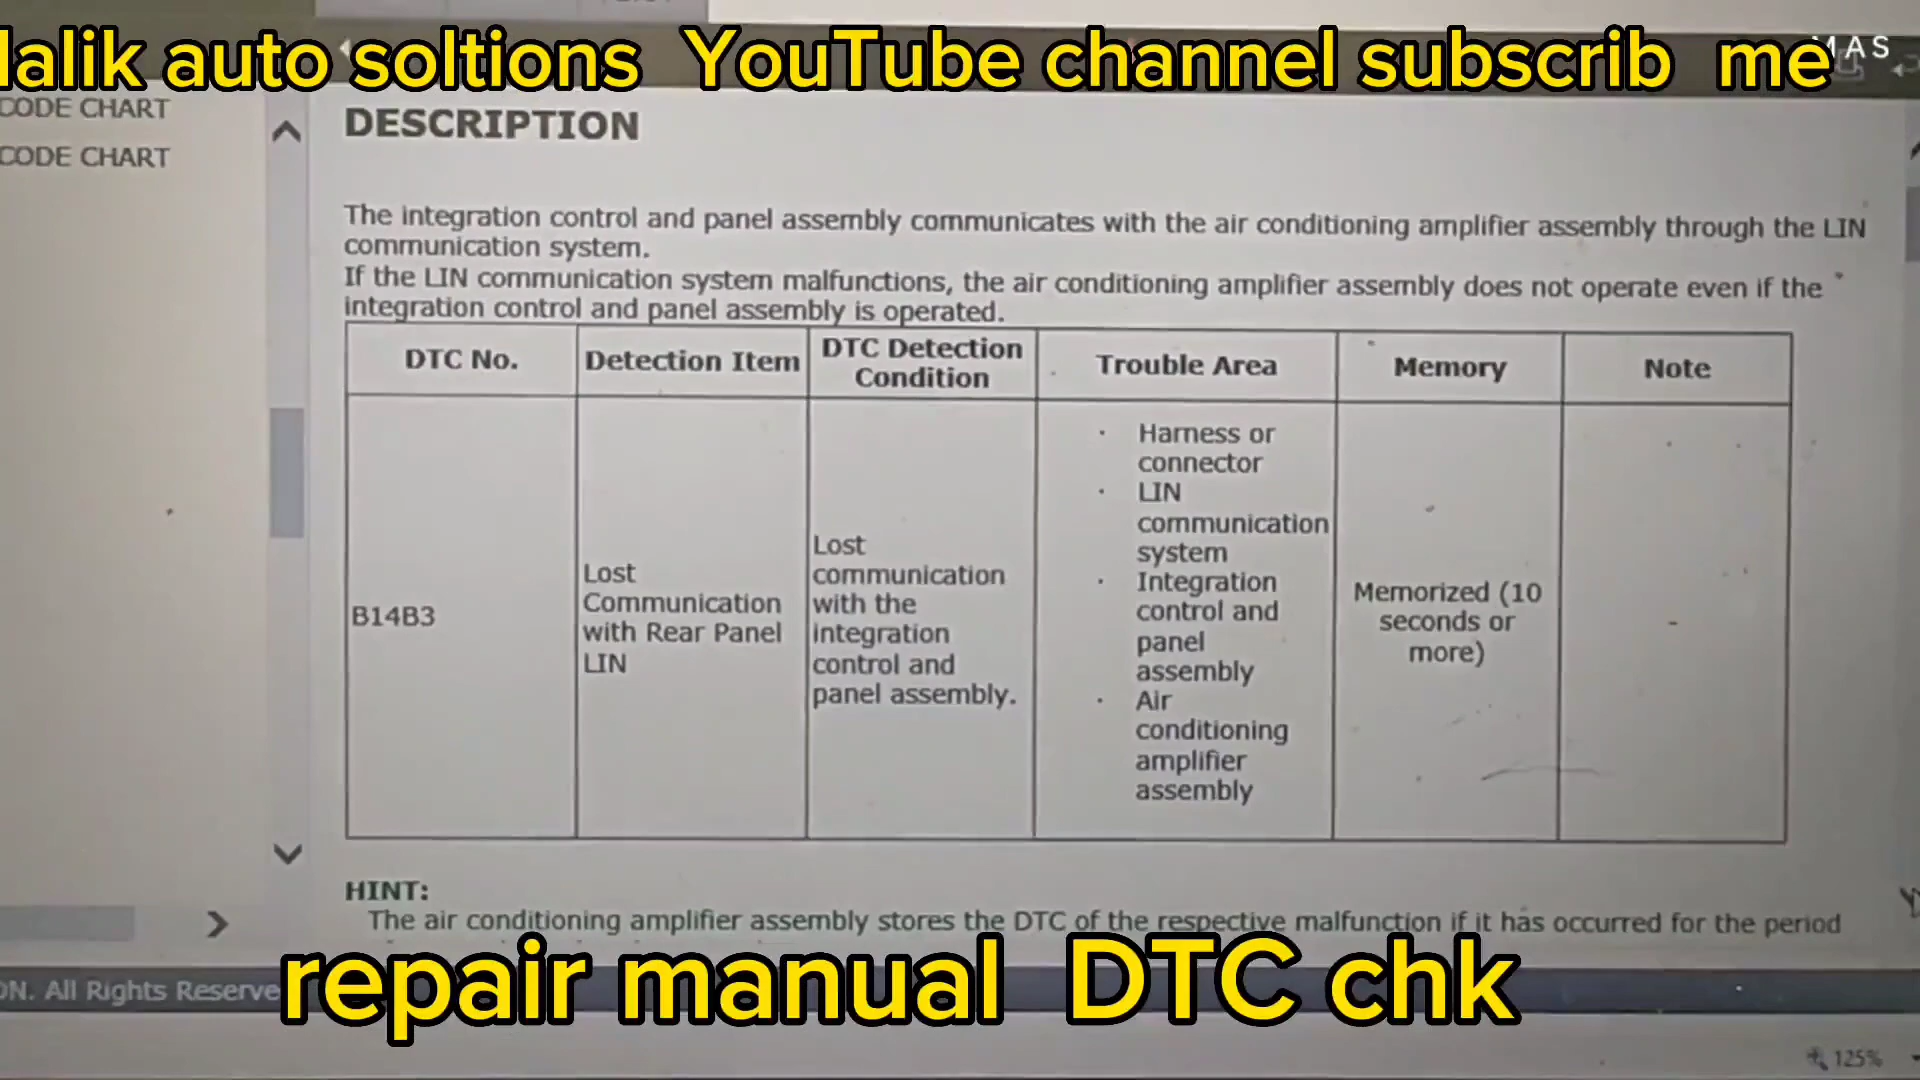 lalik auto soltions YouTube channel subscrib me
MAS
CODE CHART
CODE CHART
DESCRIPTION
The integration control and panel assembly communicates with the air conditioning amplifier assembly through the LIN
communication system.
If the LIN communication system malfunctions, the air conditioning amplifier assembly does not operate even if the
integration control and panel assembly is operated.
DTC No.
Detection Item
DTC Detection
Condition
Trouble Area
Memory
Note
B14B3
Lost
Communication
with Rear Panel
LIN
Lost
communication
with the
integration
control and
panel assembly.
· Harness or
connector
· LIN
communication
system
· Integration
control and
panel
assembly
· Air
conditioning
amplifier
assembly
Memorized (10
seconds or
more)
-
HINT:
The air conditioning amplifier assembly stores the DTC of the respective malfunction if it has occurred for the period
ON. All Rights Reserve
repair manual DTC chk
125%